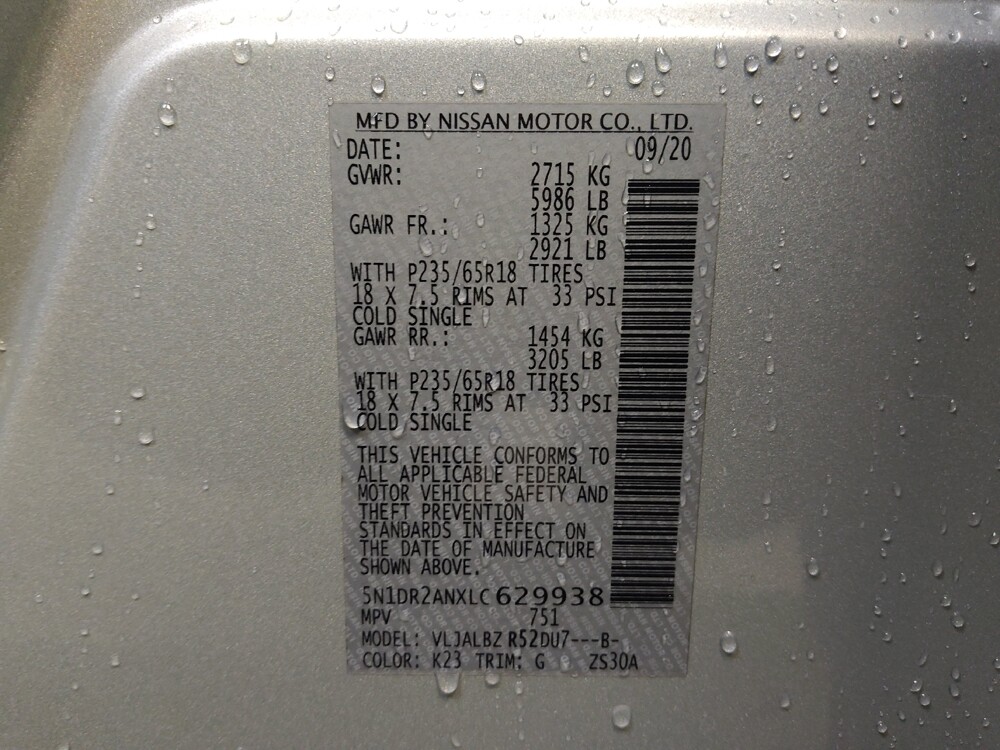 MFD BY NISSAN MOTOR CO., LTD.
DATE: 09/20
GVWR: 2715 KG
5986 LB
GAWR FR.: 1325 KG
2921 LB
WITH P235/65R18 TIRES
18 X 7.5 RIMS AT 33 PSI
COLD SINGLE
GAWR RR.: 1454 KG
3205 LB
WITH P235/65R18 TIRES
18 X 7.5 RIMS AT 33 PSI
COLD SINGLE
THIS VEHICLE CONFORMS TO
ALL APPLICABLE FEDERAL
MOTOR VEHICLE SAFETY AND
THEFT PREVENTION
STANDARDS IN EFFECT ON
THE DATE OF MANUFACTURE
SHOWN ABOVE.
5N1DR2ANXLC629938
MPV 751
MODEL: VLJALBZ R52DU7---B-
COLOR: K23 TRIM: G ZS30A